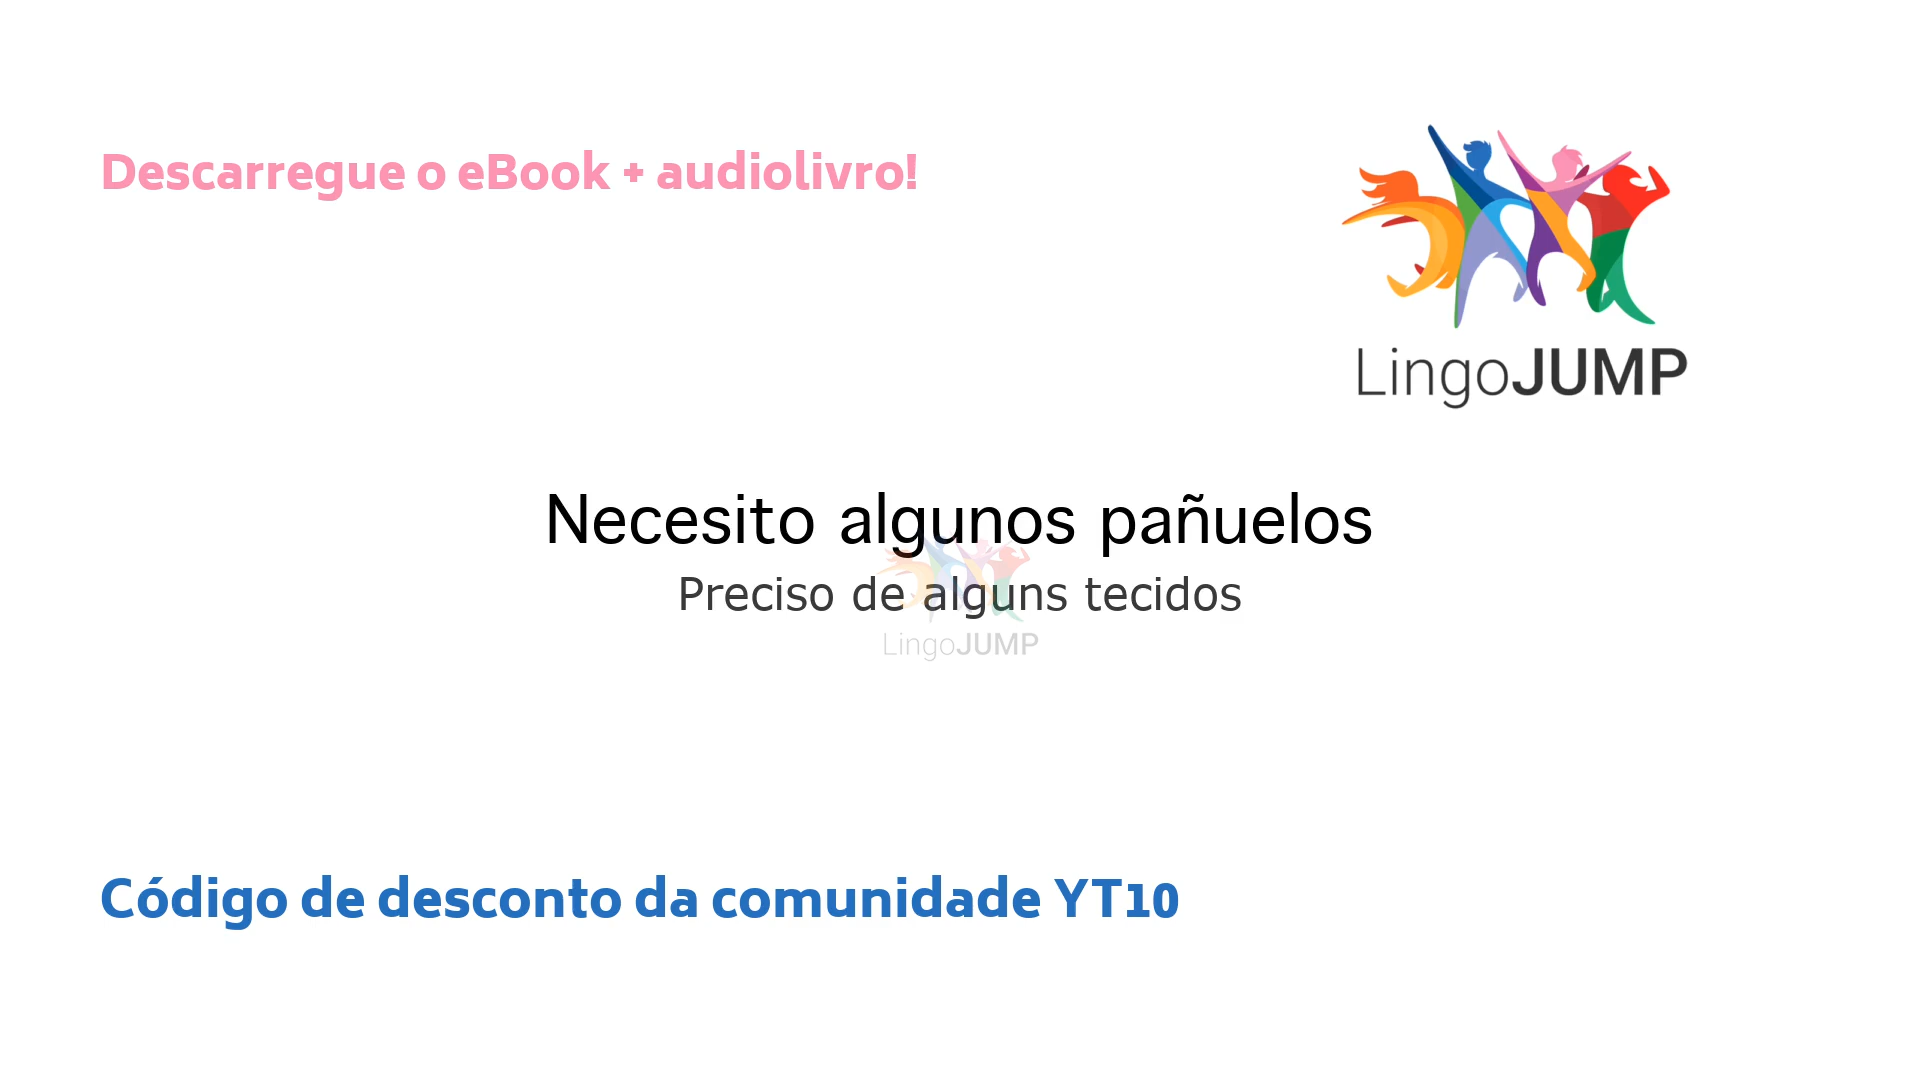 Descarregue o eBook + audiolivro!
LingoJUMP
Necesito algunos pañuelos
Preciso de alguns tecidos
LingoJUMP
Código de desconto da comunidade YT10